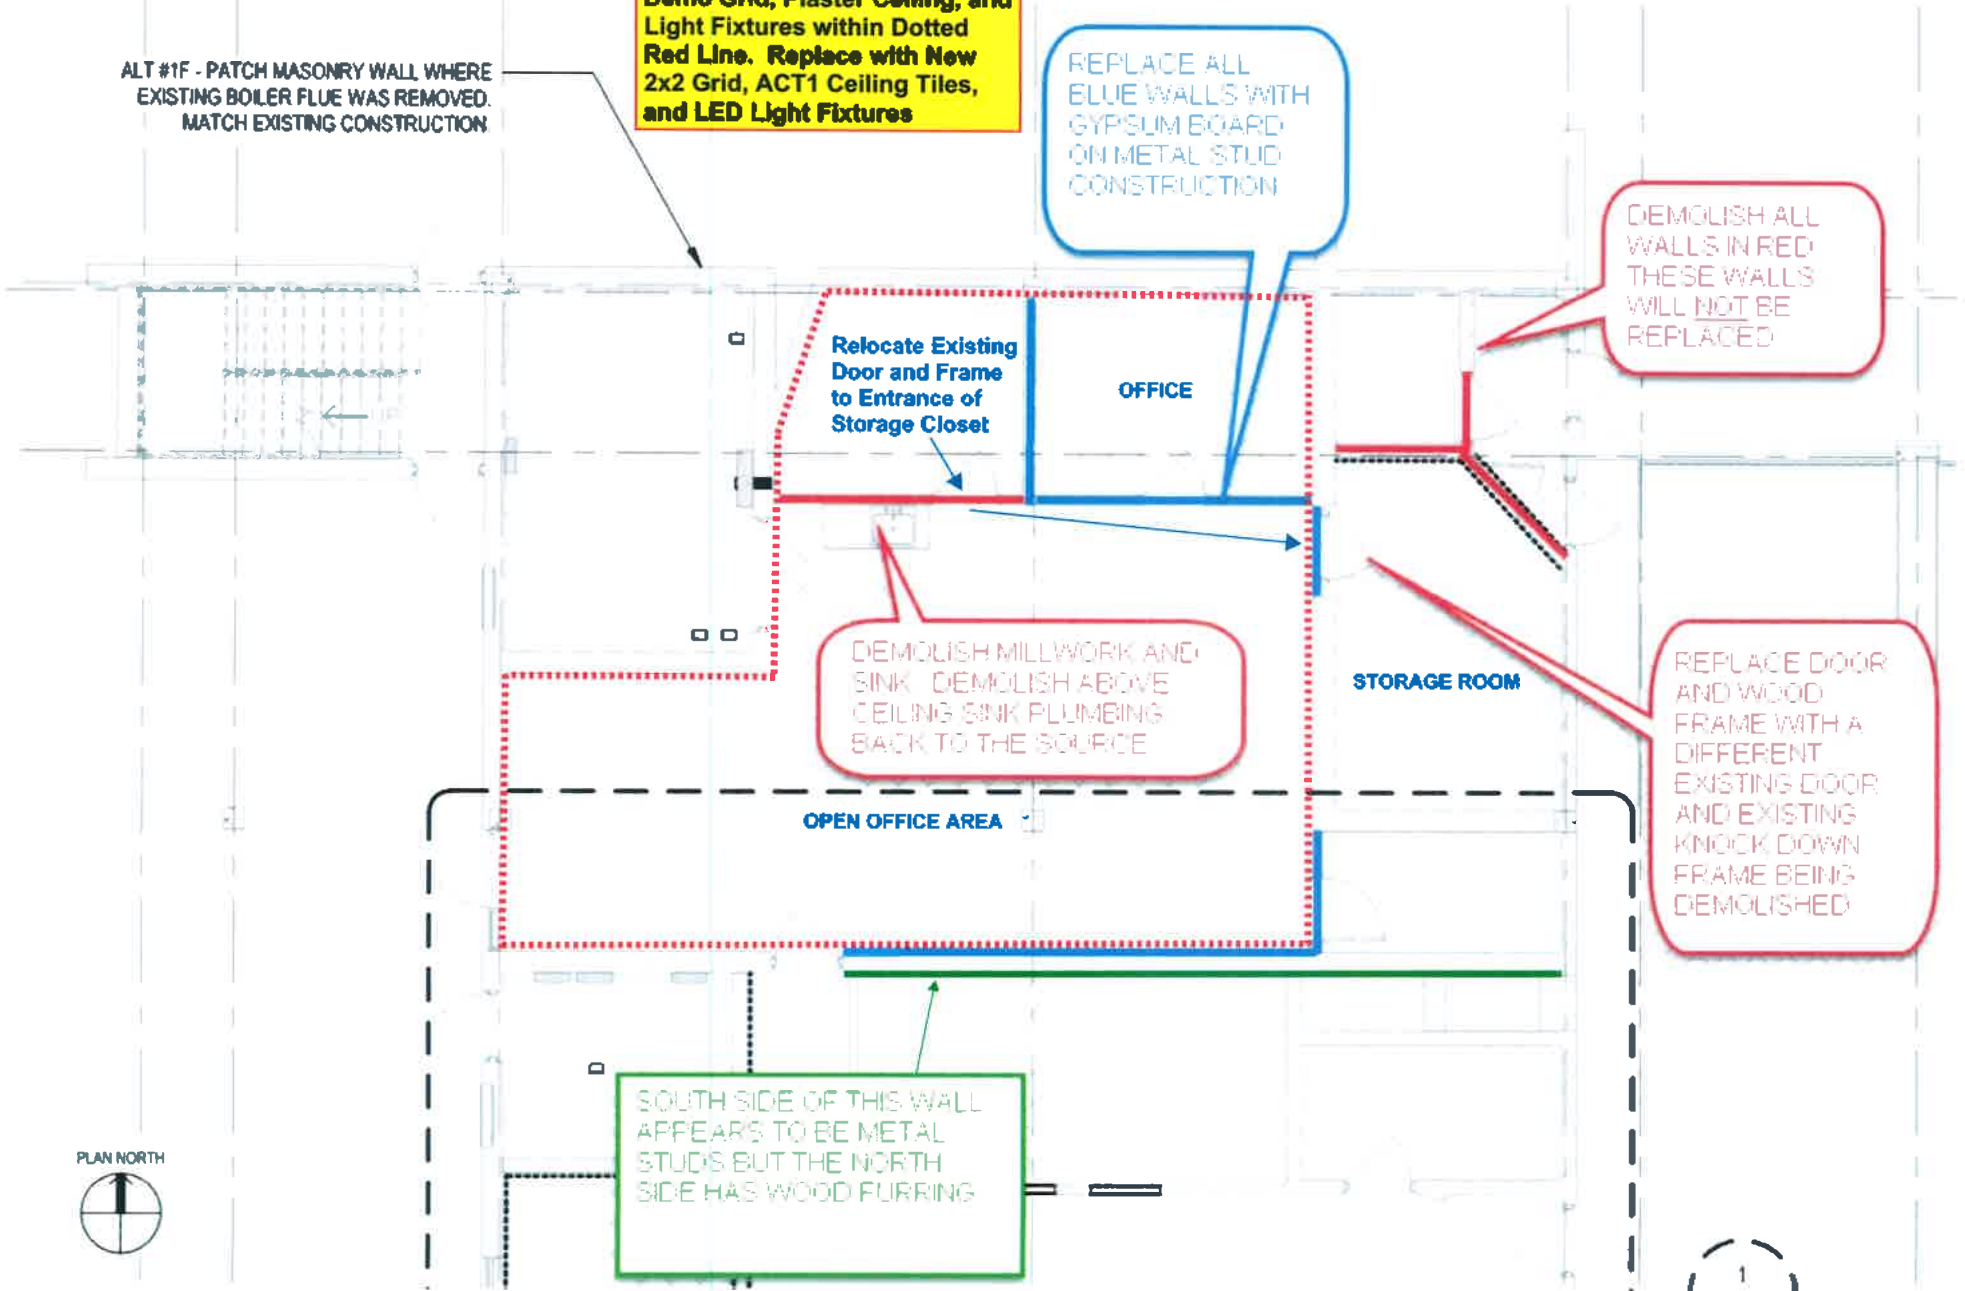 Demo Grid, Plaster Ceiling, and
Light Fixtures within Dotted
Red Line. Replace with New
2x2 Grid, ACT1 Ceiling Tiles,
and LED Light Fixtures
ALT #1F - PATCH MASONRY WALL WHERE
EXISTING BOILER FLUE WAS REMOVED.
MATCH EXISTING CONSTRUCTION
REPLACE ALL
BLUE WALLS WITH
GYPSUM BOARD
ON METAL STUD
CONSTRUCTION
DEMOLISH ALL
WALLS IN RED
THESE WALLS
WILL NOT BE
REPLACED
Relocate Existing
Door and Frame
to Entrance of
Storage Closet
OFFICE
DEMOLISH MILLWORK AND
SINK DEMOLISH ABOVE
CEILING SINK PLUMBING
BACK TO THE SOURCE
STORAGE ROOM
REPLACE DOOR
AND WOOD
FRAME WITH A
DIFFERENT
EXISTING DOOR
AND EXISTING
KNOCK DOWN
FRAME BEING
DEMOLISHED
OPEN OFFICE AREA
SOUTH SIDE OF THIS WALL
APPEARS TO BE METAL
STUDS BUT THE NORTH
SIDE HAS WOOD FURRING
PLAN NORTH
1